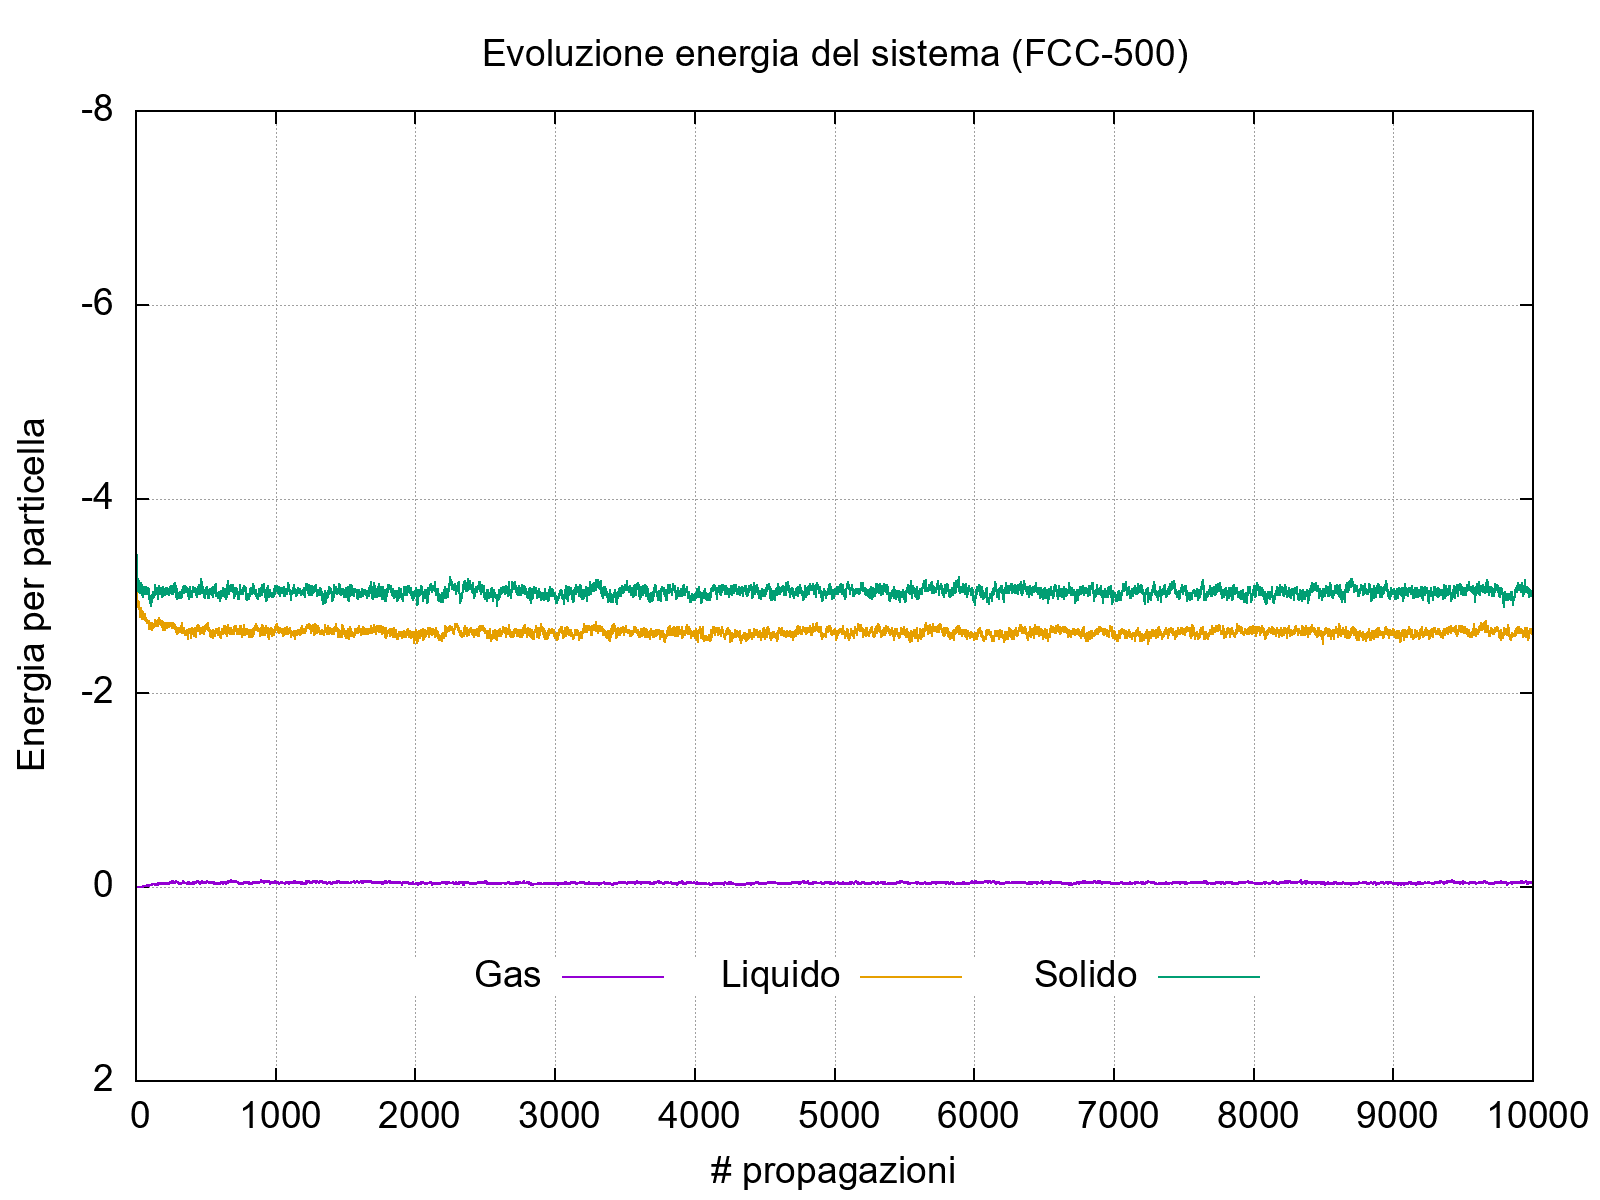 Evoluzione energia del sistema (FCC-500)
-8
-6
-4
-2
0
2
Energia per particella
Gas
Liquido
Solido
0 1000 2000 3000 4000 5000 6000 7000 8000 9000 10000
# propagazioni